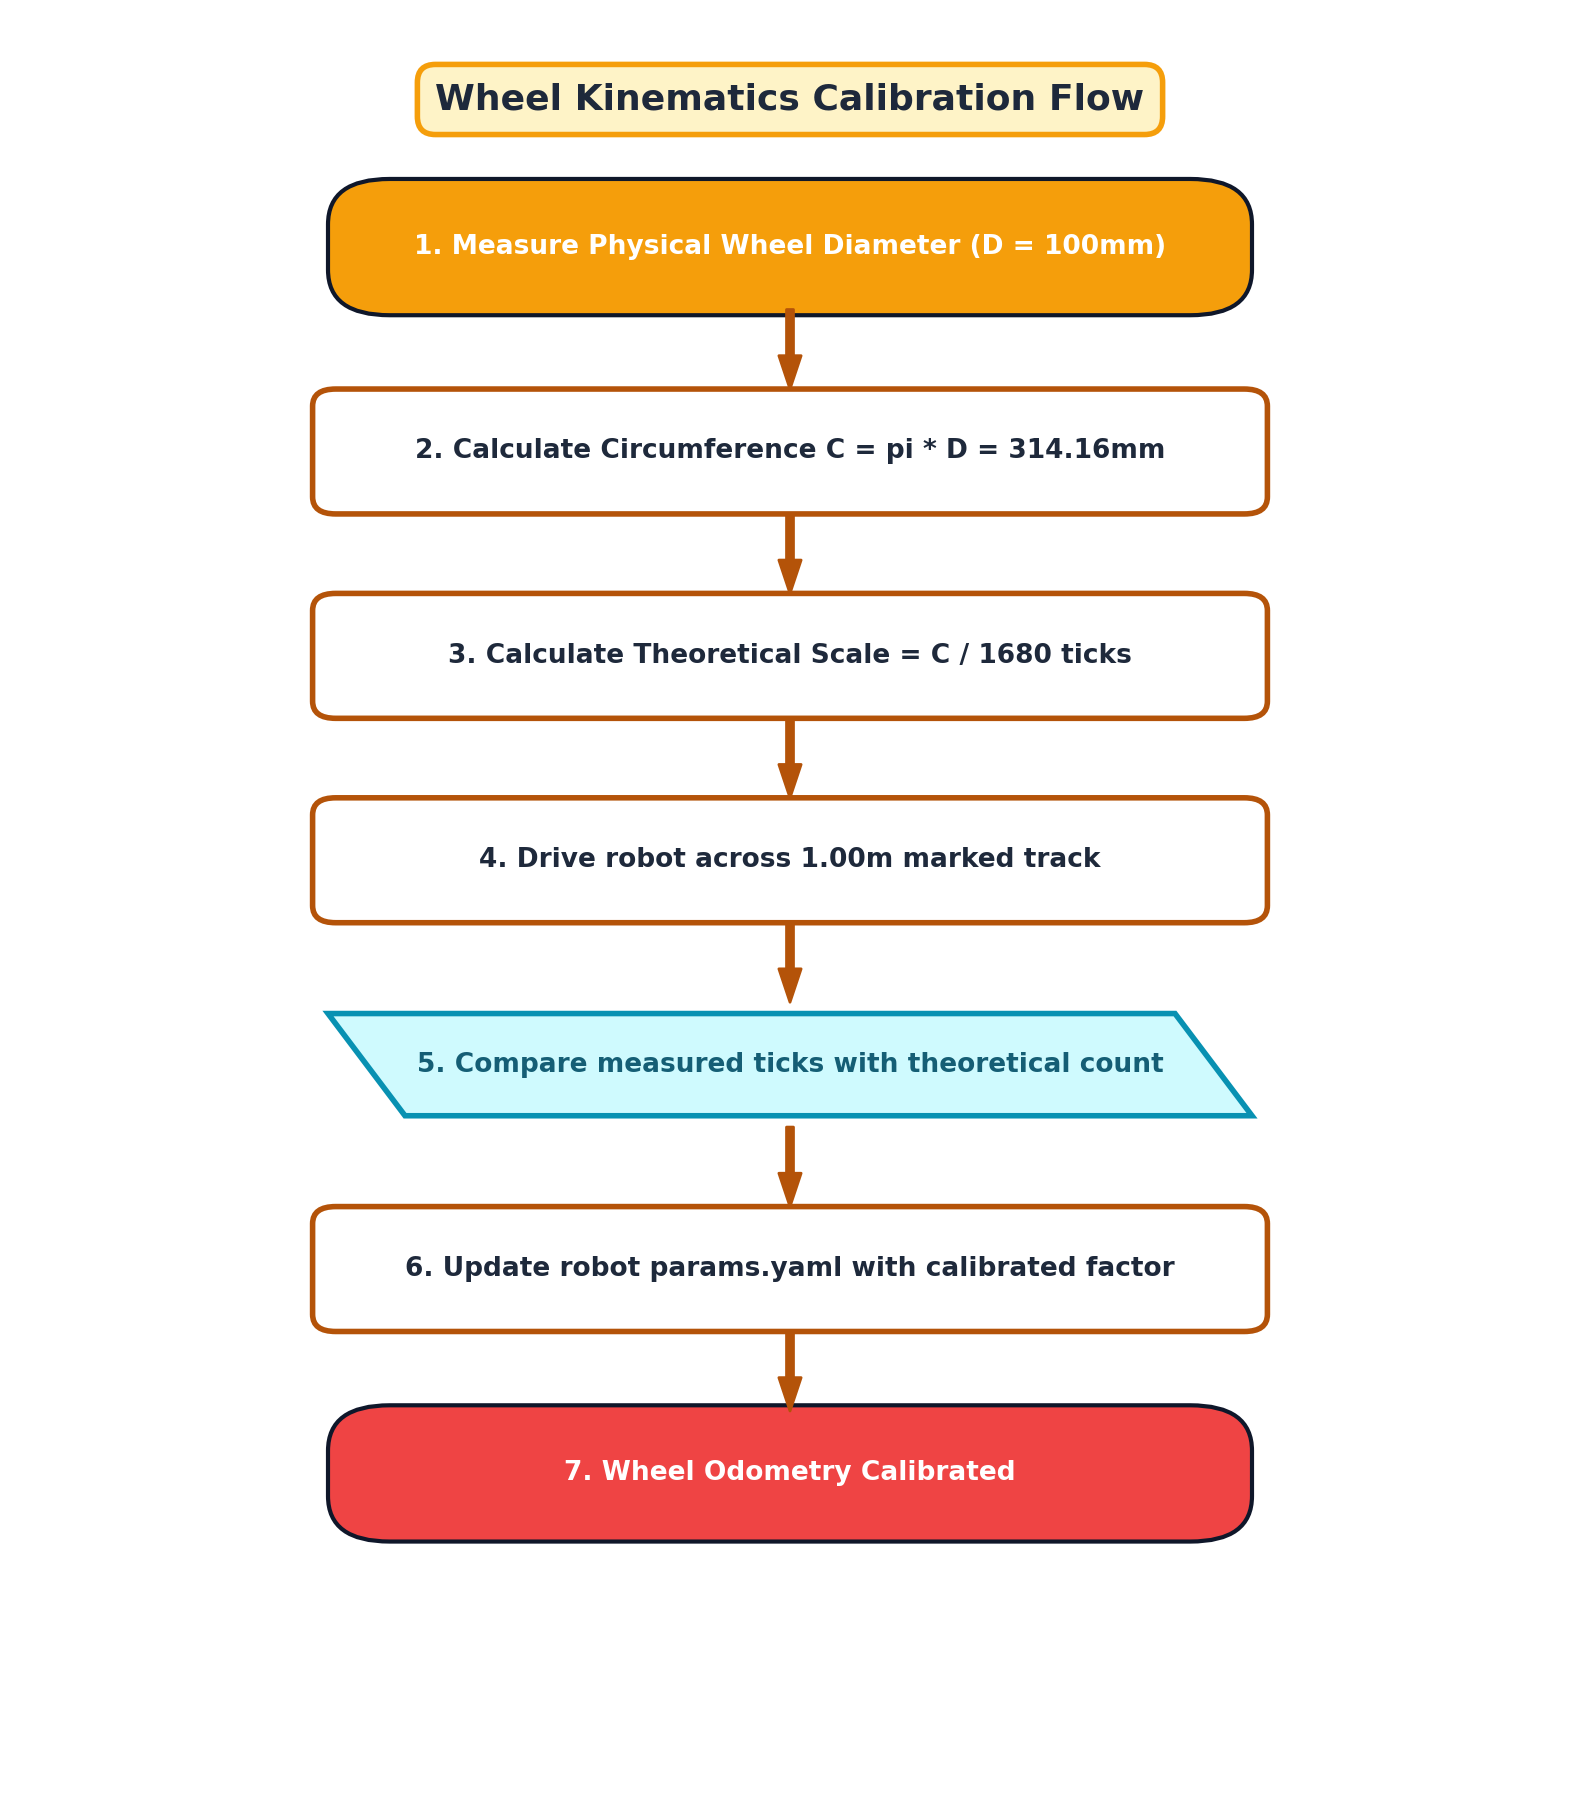 Wheel Kinematics Calibration Flow
1. Measure Physical Wheel Diameter (D = 100mm)
2. Calculate Circumference C = pi * D = 314.16mm
3. Calculate Theoretical Scale = C / 1680 ticks
4. Drive robot across 1.00m marked track
5. Compare measured ticks with theoretical count
6. Update robot params.yaml with calibrated factor
7. Wheel Odometry Calibrated